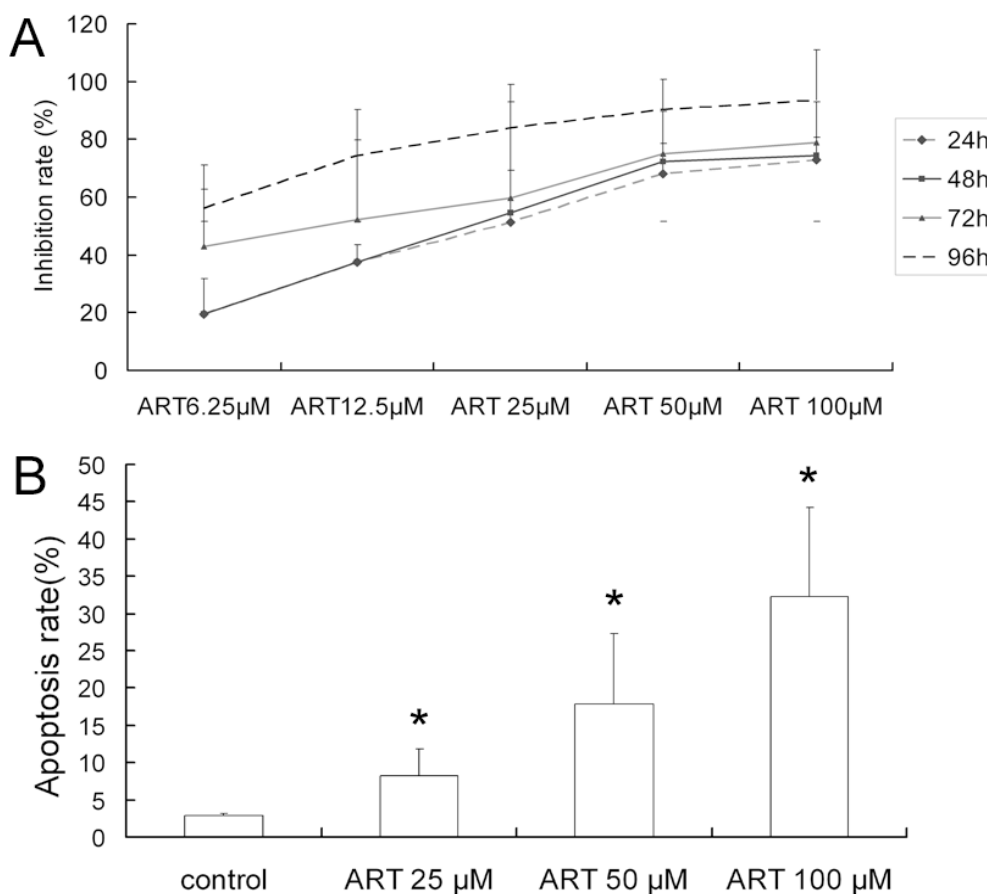 A
Inhibition rate (%)
120
100
80
60
40
20
0
ART6.25μM ART12.5μM ART 25μM ART 50μM ART 100μM
24h
48h
72h
96h
B
Apoptosis rate(%)
50
45
40
35
30
25
20
15
10
5
0
* * *
control ART 25 μM ART 50 μM ART 100 μM